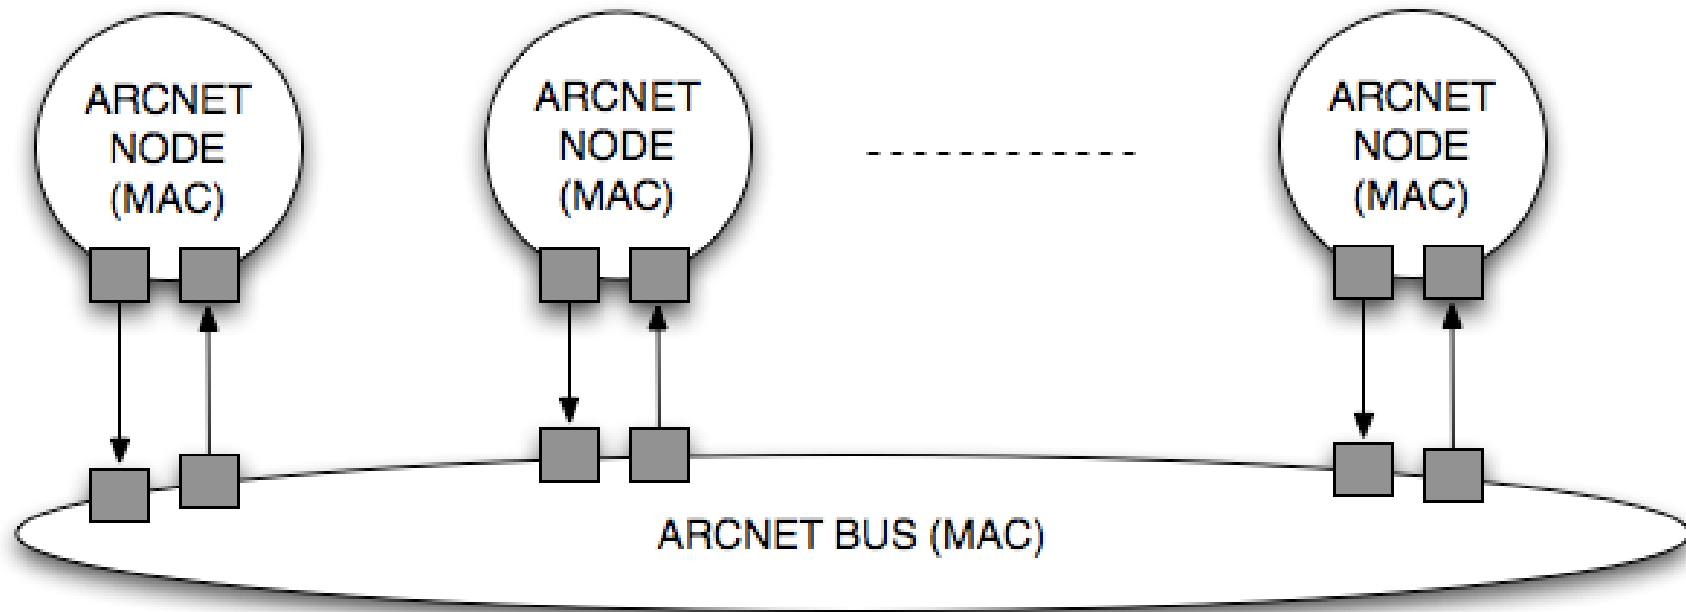 ARCNET
NODE
(MAC)
ARCNET
NODE
(MAC)
ARCNET
NODE
(MAC)
ARCNET BUS (MAC)